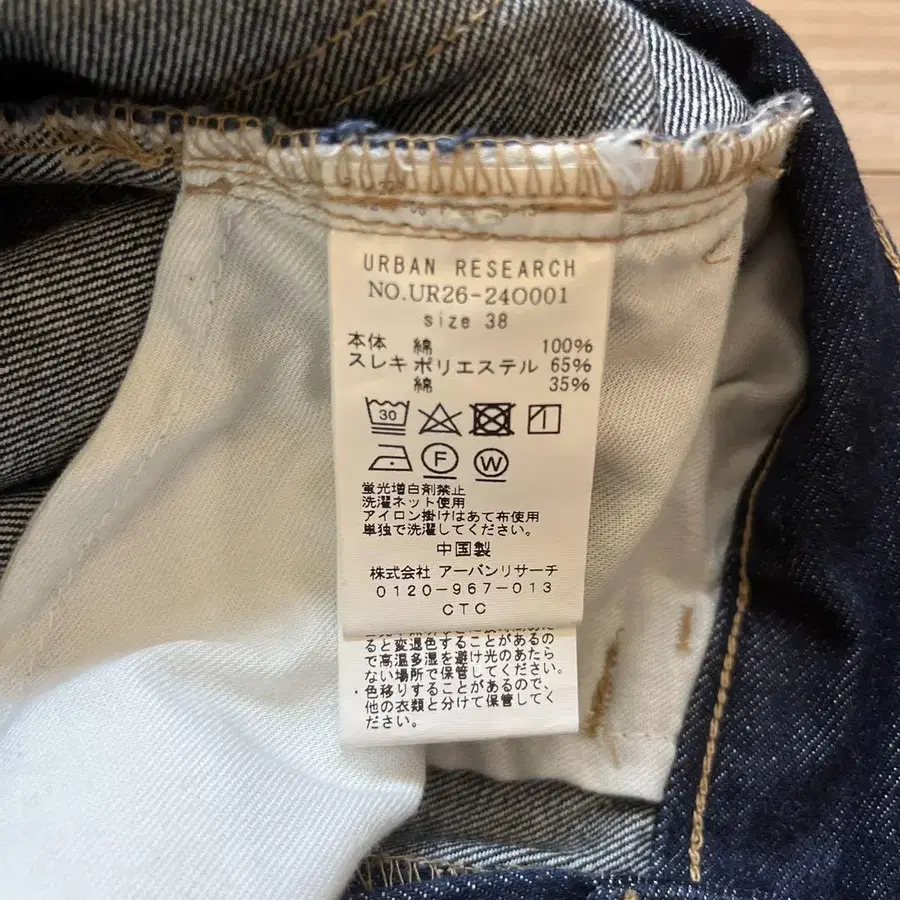 URBAN RESEARCH
NO.UR26-24O001
size 38
本体 綿 100%
スレキ ポリエステル 65%
綿 35%
30
F
W
蛍光増白剤禁止
洗濯ネット使用
アイロン掛けはあて布使用
単独で洗濯してください。
中国製
株式会社 アーバンリサーチ
0120-967-013
CTC
ると変退色することがあるの
で高温多湿を避け光のあたら
ない場所で保管してください。
・色移りすることがあるので、
他の衣類と分けて保管してく
ださい。